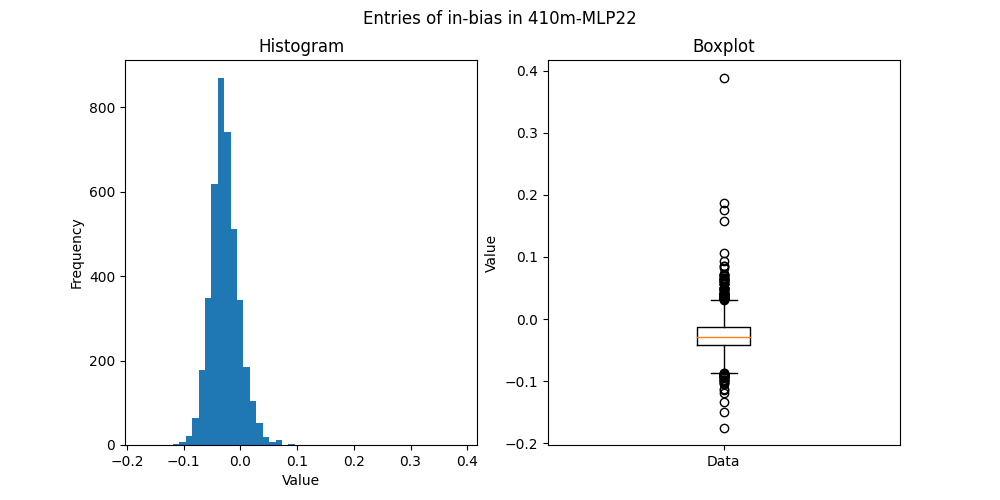 Entries of in-bias in 410m-MLP22
Histogram
Frequency
800
600
400
200
0
−0.2 −0.1 0.0 0.1 0.2 0.3 0.4
Value
Boxplot
Value
0.4
0.3
0.2
0.1
0.0
−0.1
−0.2
Data